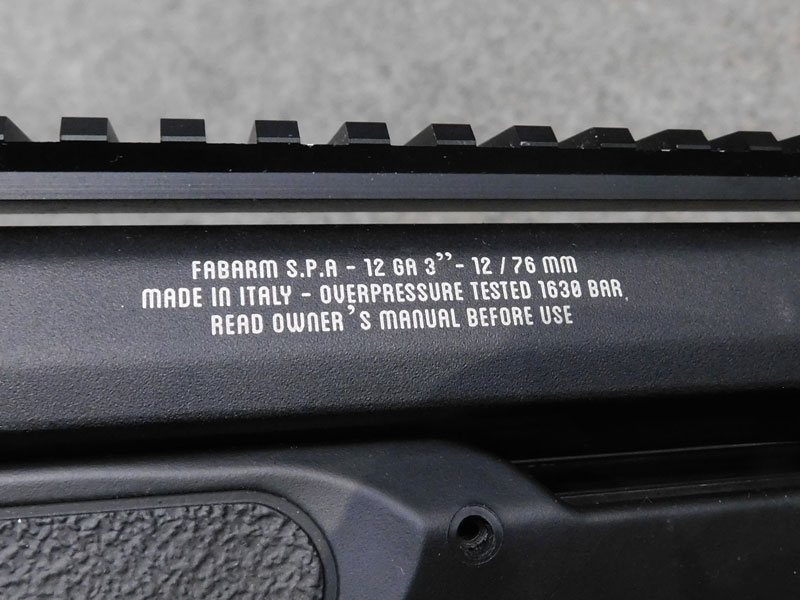 FABARM S.P.A - 12 GA 3” - 12 / 76 MM
MADE IN ITALY - OVERPRESSURE TESTED 1630 BAR,
READ OWNER'S MANUAL BEFORE USE